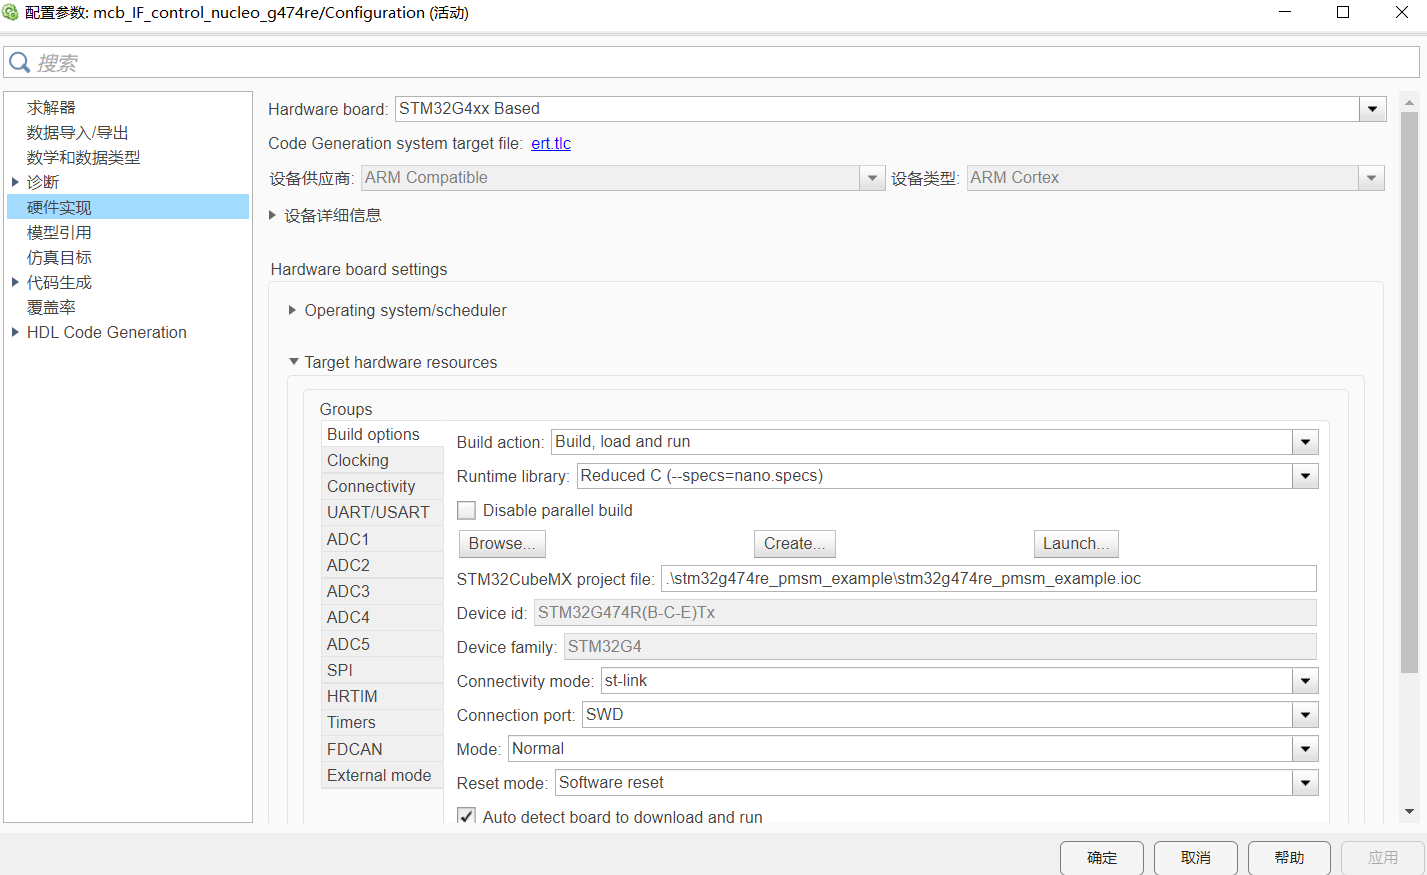 配置参数: mcb_IF_control_nucleo_g474re/Configuration (活动)
搜索
求解器
数据导入/导出
数学和数据类型
诊断
硬件实现
模型引用
仿真目标
代码生成
覆盖率
HDL Code Generation
Hardware board: STM32G4xx Based
Code Generation system target file: ert.tlc
设备供应商: ARM Compatible 设备类型: ARM Cortex
设备详细信息
Hardware board settings
Operating system/scheduler
Target hardware resources
Groups
Build options
Clocking
Connectivity
UART/USART
ADC1
ADC2
ADC3
ADC4
ADC5
SPI
HRTIM
Timers
FDCAN
External mode
Build action: Build, load and run
Runtime library: Reduced C (--specs=nano.specs)
Disable parallel build
Browse... Create... Launch...
STM32CubeMX project file: .\stm32g474re_pmsm_example\stm32g474re_pmsm_example.ioc
Device id: STM32G474R(B-C-E)Tx
Device family: STM32G4
Connectivity mode: st-link
Connection port: SWD
Mode: Normal
Reset mode: Software reset
Auto detect board to download and run
确定 取消 帮助 应用